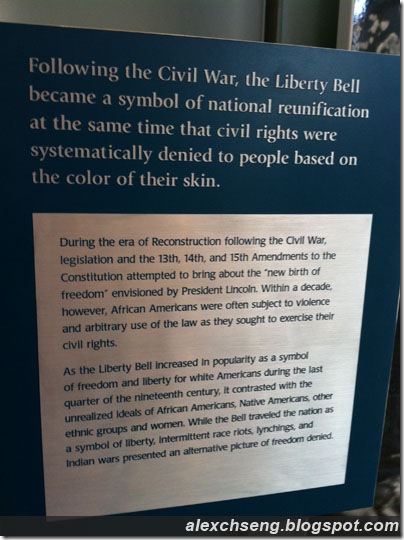 Following the Civil War, the Liberty Bell
became a symbol of national reunification
at the same time that civil rights were
systematically denied to people based on
the color of their skin.
During the era of Reconstruction following the Civil War,
legislation and the 13th, 14th, and 15th Amendments to the
Constitution attempted to bring about the "new birth of
freedom" envisioned by President Lincoln. Within a decade,
however, African Americans were often subject to violence
and arbitrary use of the law as they sought to exercise their
civil rights.
As the Liberty Bell increased in popularity as a symbol
of freedom and liberty for white Americans during the last
quarter of the nineteenth century, it contrasted with the
unrealized ideals of African Americans, Native Americans, other
ethnic groups and women. While the Bell traveled the nation as
a symbol of liberty, intermittent race riots, lynchings, and
Indian wars presented an alternative picture of freedom denied.
alexchseng.blogspot.com